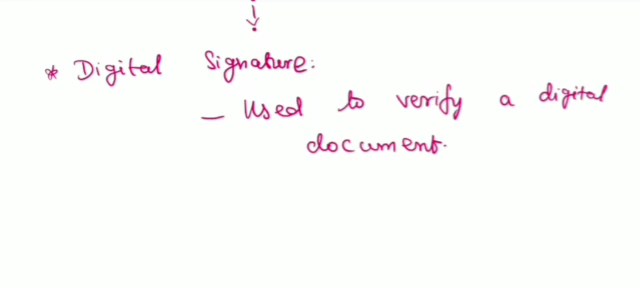 * Digital Signature:
– Used to verify a digital
document.